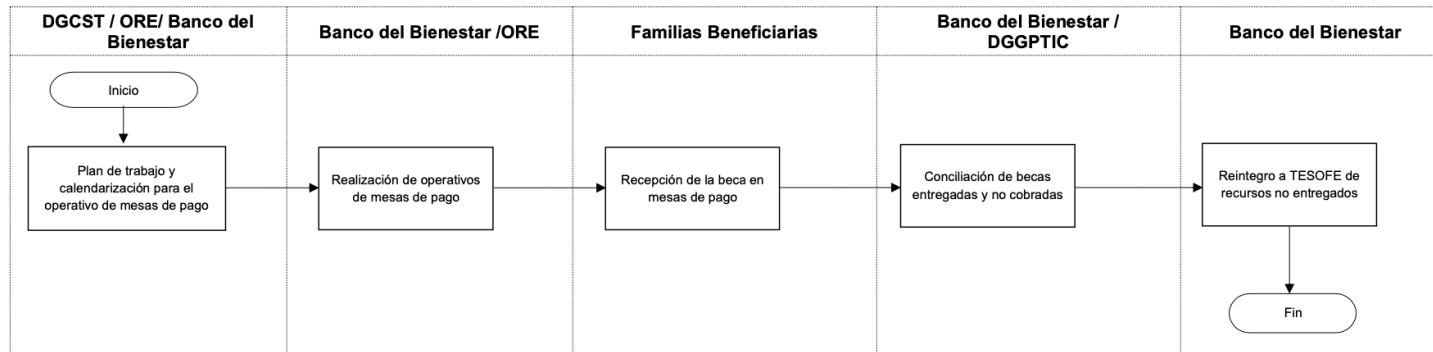 DGCST / ORE/ Banco del
Bienestar
Banco del Bienestar /ORE
Familias Beneficiarias
Banco del Bienestar /
DGGPTIC
Banco del Bienestar
Inicio
Plan de trabajo y
calendarización para el
operativo de mesas de pago
Realización de operativos
de mesas de pago
Recepción de la beca en
mesas de pago
Conciliación de becas
entregadas y no cobradas
Reintegro a TESOFE de
recursos no entregados
Fin